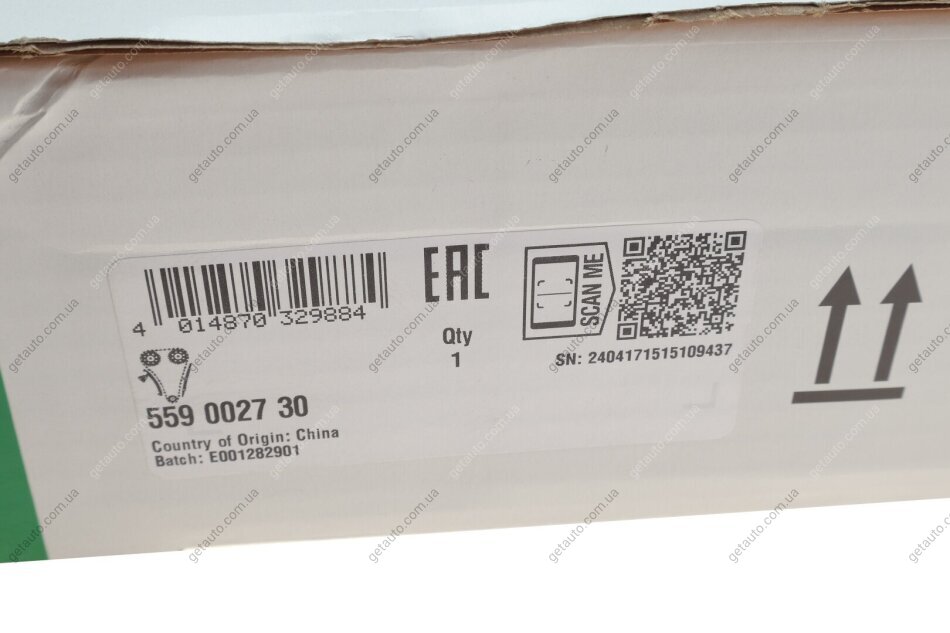 4 014870 329884
EAC
Qty
1
SCAN ME
SN: 2404171515109437
559 0027 30
Country of Origin: China
Batch: E001282901
getauto.com.ua